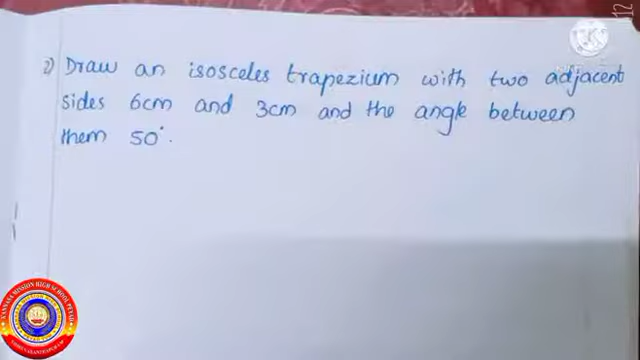 2) Draw an isosceles trapezium with two adjacent
sides 6cm and 3cm and the angle between
them 50°.